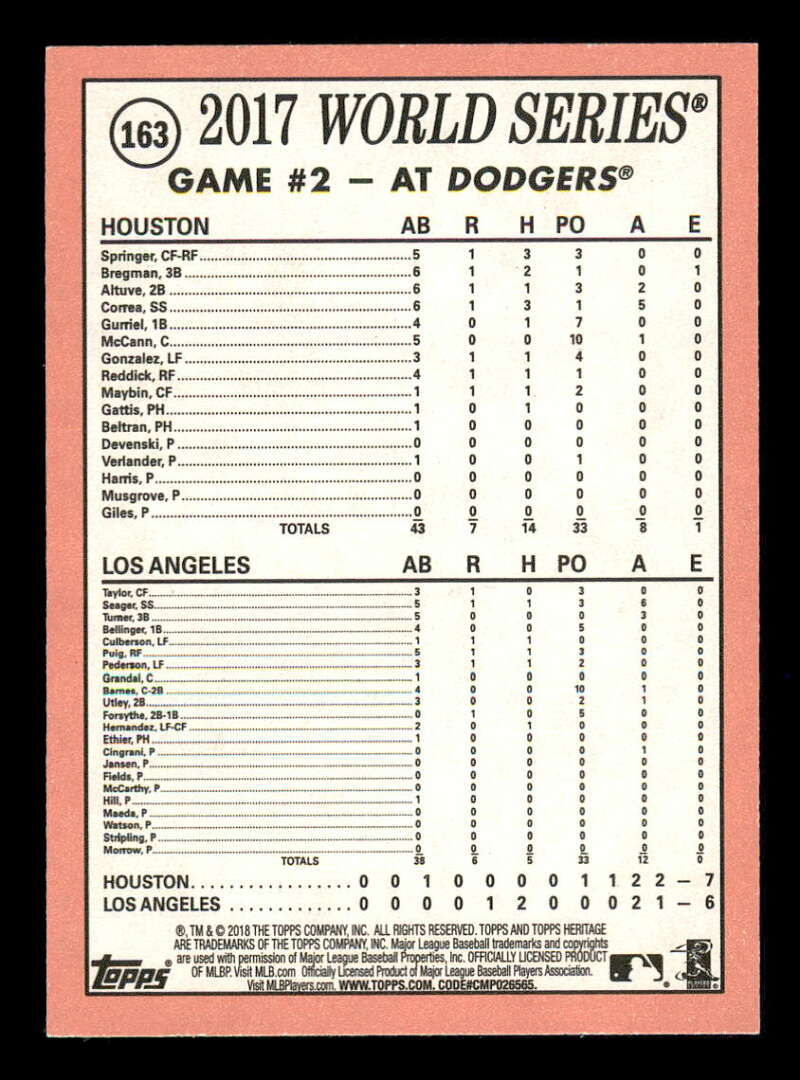 163 2017 WORLD SERIES®
GAME #2 – AT DODGERS®
HOUSTON AB R H PO A E
Springer, CF-RF 5 1 3 3 0 0
Bregman, 3B 6 1 2 1 0 1
Altuve, 2B 6 1 1 3 2 0
Correa, SS 6 1 3 1 5 0
Gurriel, 1B 4 0 1 7 0 0
McCann, C 5 0 0 10 1 0
Gonzalez, LF 3 1 1 4 0 0
Reddick, RF 4 1 1 1 0 0
Maybin, CF 1 1 1 2 0 0
Gattis, PH 1 0 1 0 0 0
Beltran, PH 1 0 0 0 0 0
Devenski, P 0 0 0 0 0 0
Verlander, P 1 0 0 1 0 0
Harris, P 0 0 0 0 0 0
Musgrove, P 0 0 0 0 0 0
Giles, P 0 0 0 0 0 0
TOTALS 43 7 14 33 8 1
LOS ANGELES AB R H PO A E
Taylor, CF 3 1 0 3 0 0
Seager, SS 5 1 1 3 6 0
Turner, 3B 5 0 0 0 3 0
Bellinger, 1B 4 0 0 5 0 0
Culberson, LF 1 1 1 0 0 0
Puig, RF 5 1 1 3 0 0
Pederson, LF 3 1 1 2 0 0
Grandal, C 1 0 0 0 0 0
Barnes, C-2B 4 0 0 10 1 0
Utley, 2B 3 0 0 2 1 0
Forsythe, 2B-1B 0 1 0 5 0 0
Hernandez, LF-CF 2 0 1 0 0 0
Ethier, PH 1 0 0 0 0 0
Cingrani, P 0 0 0 0 1 0
Jansen, P 0 0 0 0 0 0
Fields, P 0 0 0 0 0 0
McCarthy, P 0 0 0 0 0 0
Hill, P 1 0 0 0 0 0
Maeda, P 0 0 0 0 0 0
Watson, P 0 0 0 0 0 0
Stripling, P 0 0 0 0 0 0
Morrow, P 0 0 0 0 0 0
TOTALS 38 6 5 33 12 0
HOUSTON 0 0 1 0 0 0 0 1 1 2 2 – 7
LOS ANGELES 0 0 0 0 1 2 0 0 0 2 1 – 6
®, TM & © 2018 THE TOPPS COMPANY, INC. ALL RIGHTS RESERVED. TOPPS AND TOPPS HERITAGE
ARE TRADEMARKS OF THE TOPPS COMPANY, INC. Major League Baseball trademarks and copyrights
are used with permission of Major League Baseball Properties, Inc. OFFICIALLY LICENSED PRODUCT
OF MLBP. Visit MLB.com Officially Licensed Product of Major League Baseball Players Association.
Visit MLBPlayers.com. WWW.TOPPS.COM. CODE#CMP026565.
TOPPS®